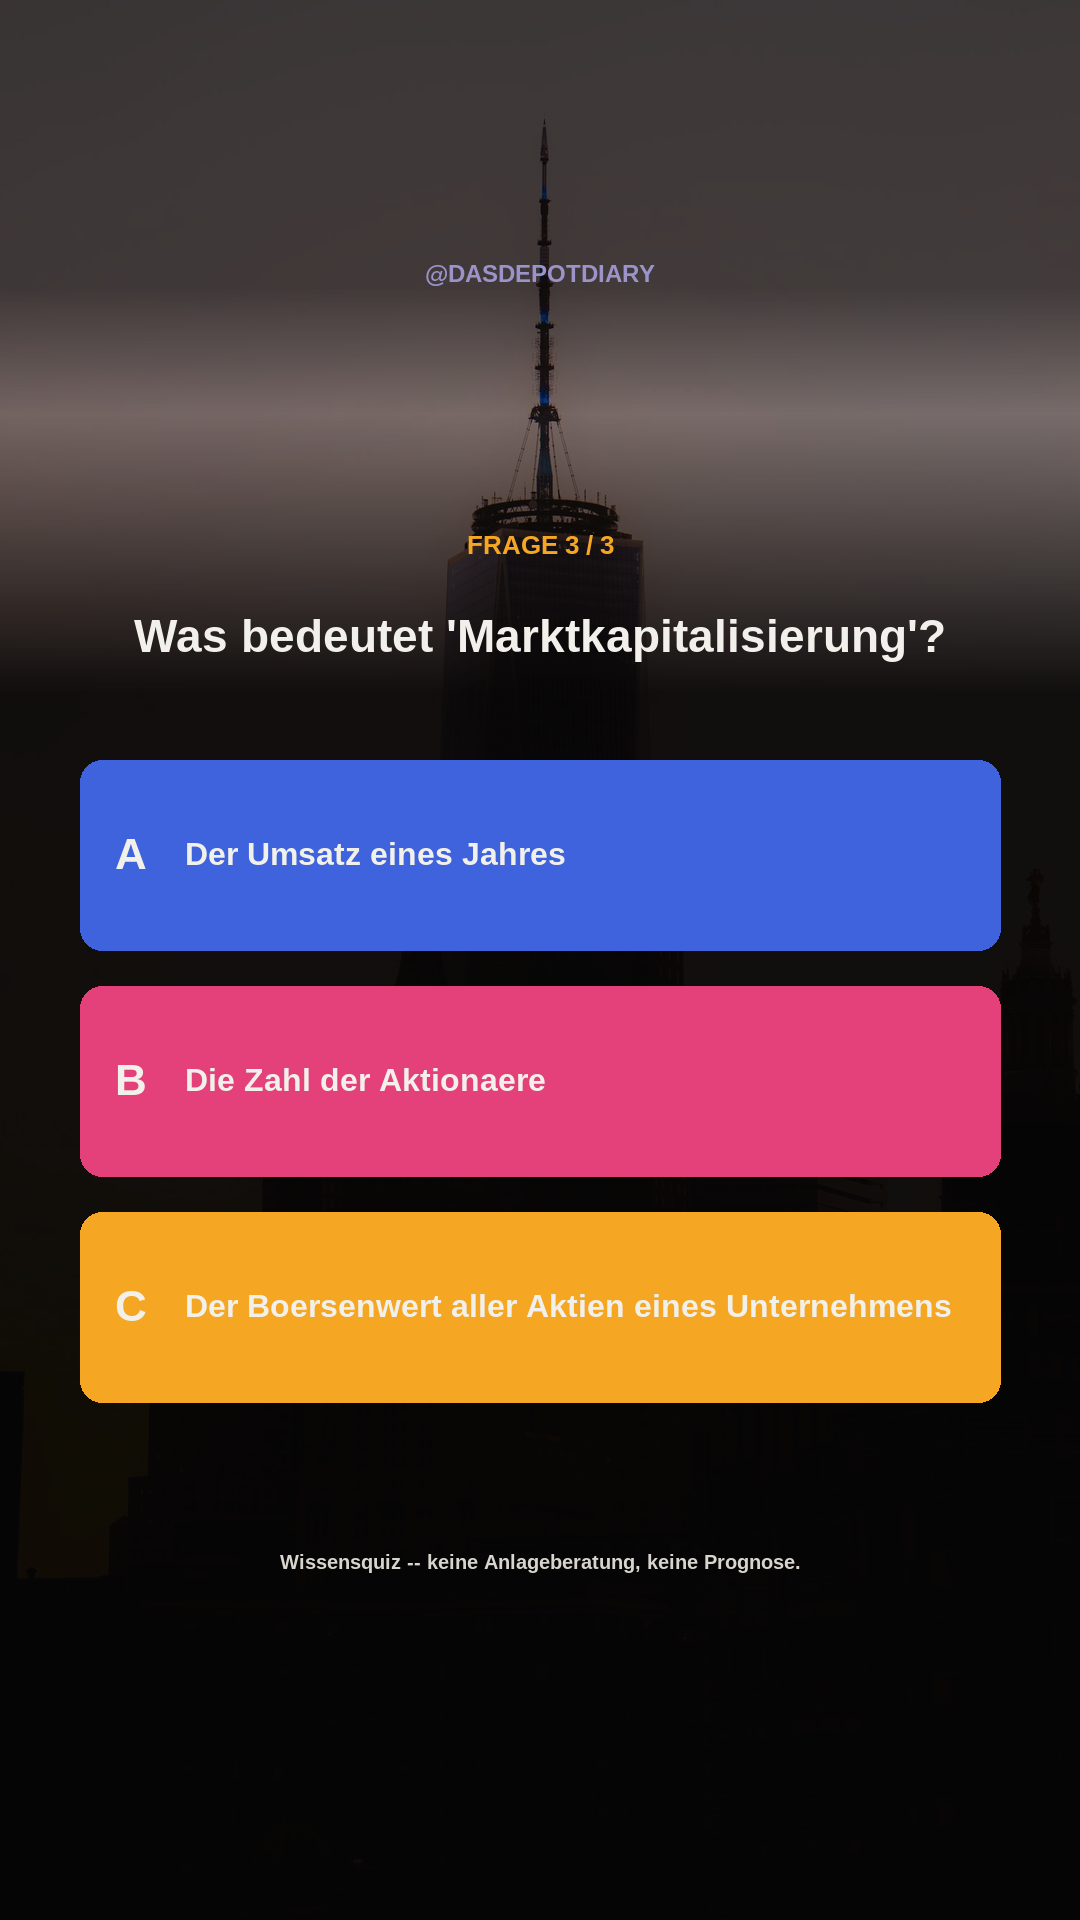 @DASDEPOTDIARY
FRAGE 3 / 3
Was bedeutet 'Marktkapitalisierung'?
A Der Umsatz eines Jahres
B Die Zahl der Aktionaere
C Der Boersenwert aller Aktien eines Unternehmens
Wissensquiz -- keine Anlageberatung, keine Prognose.